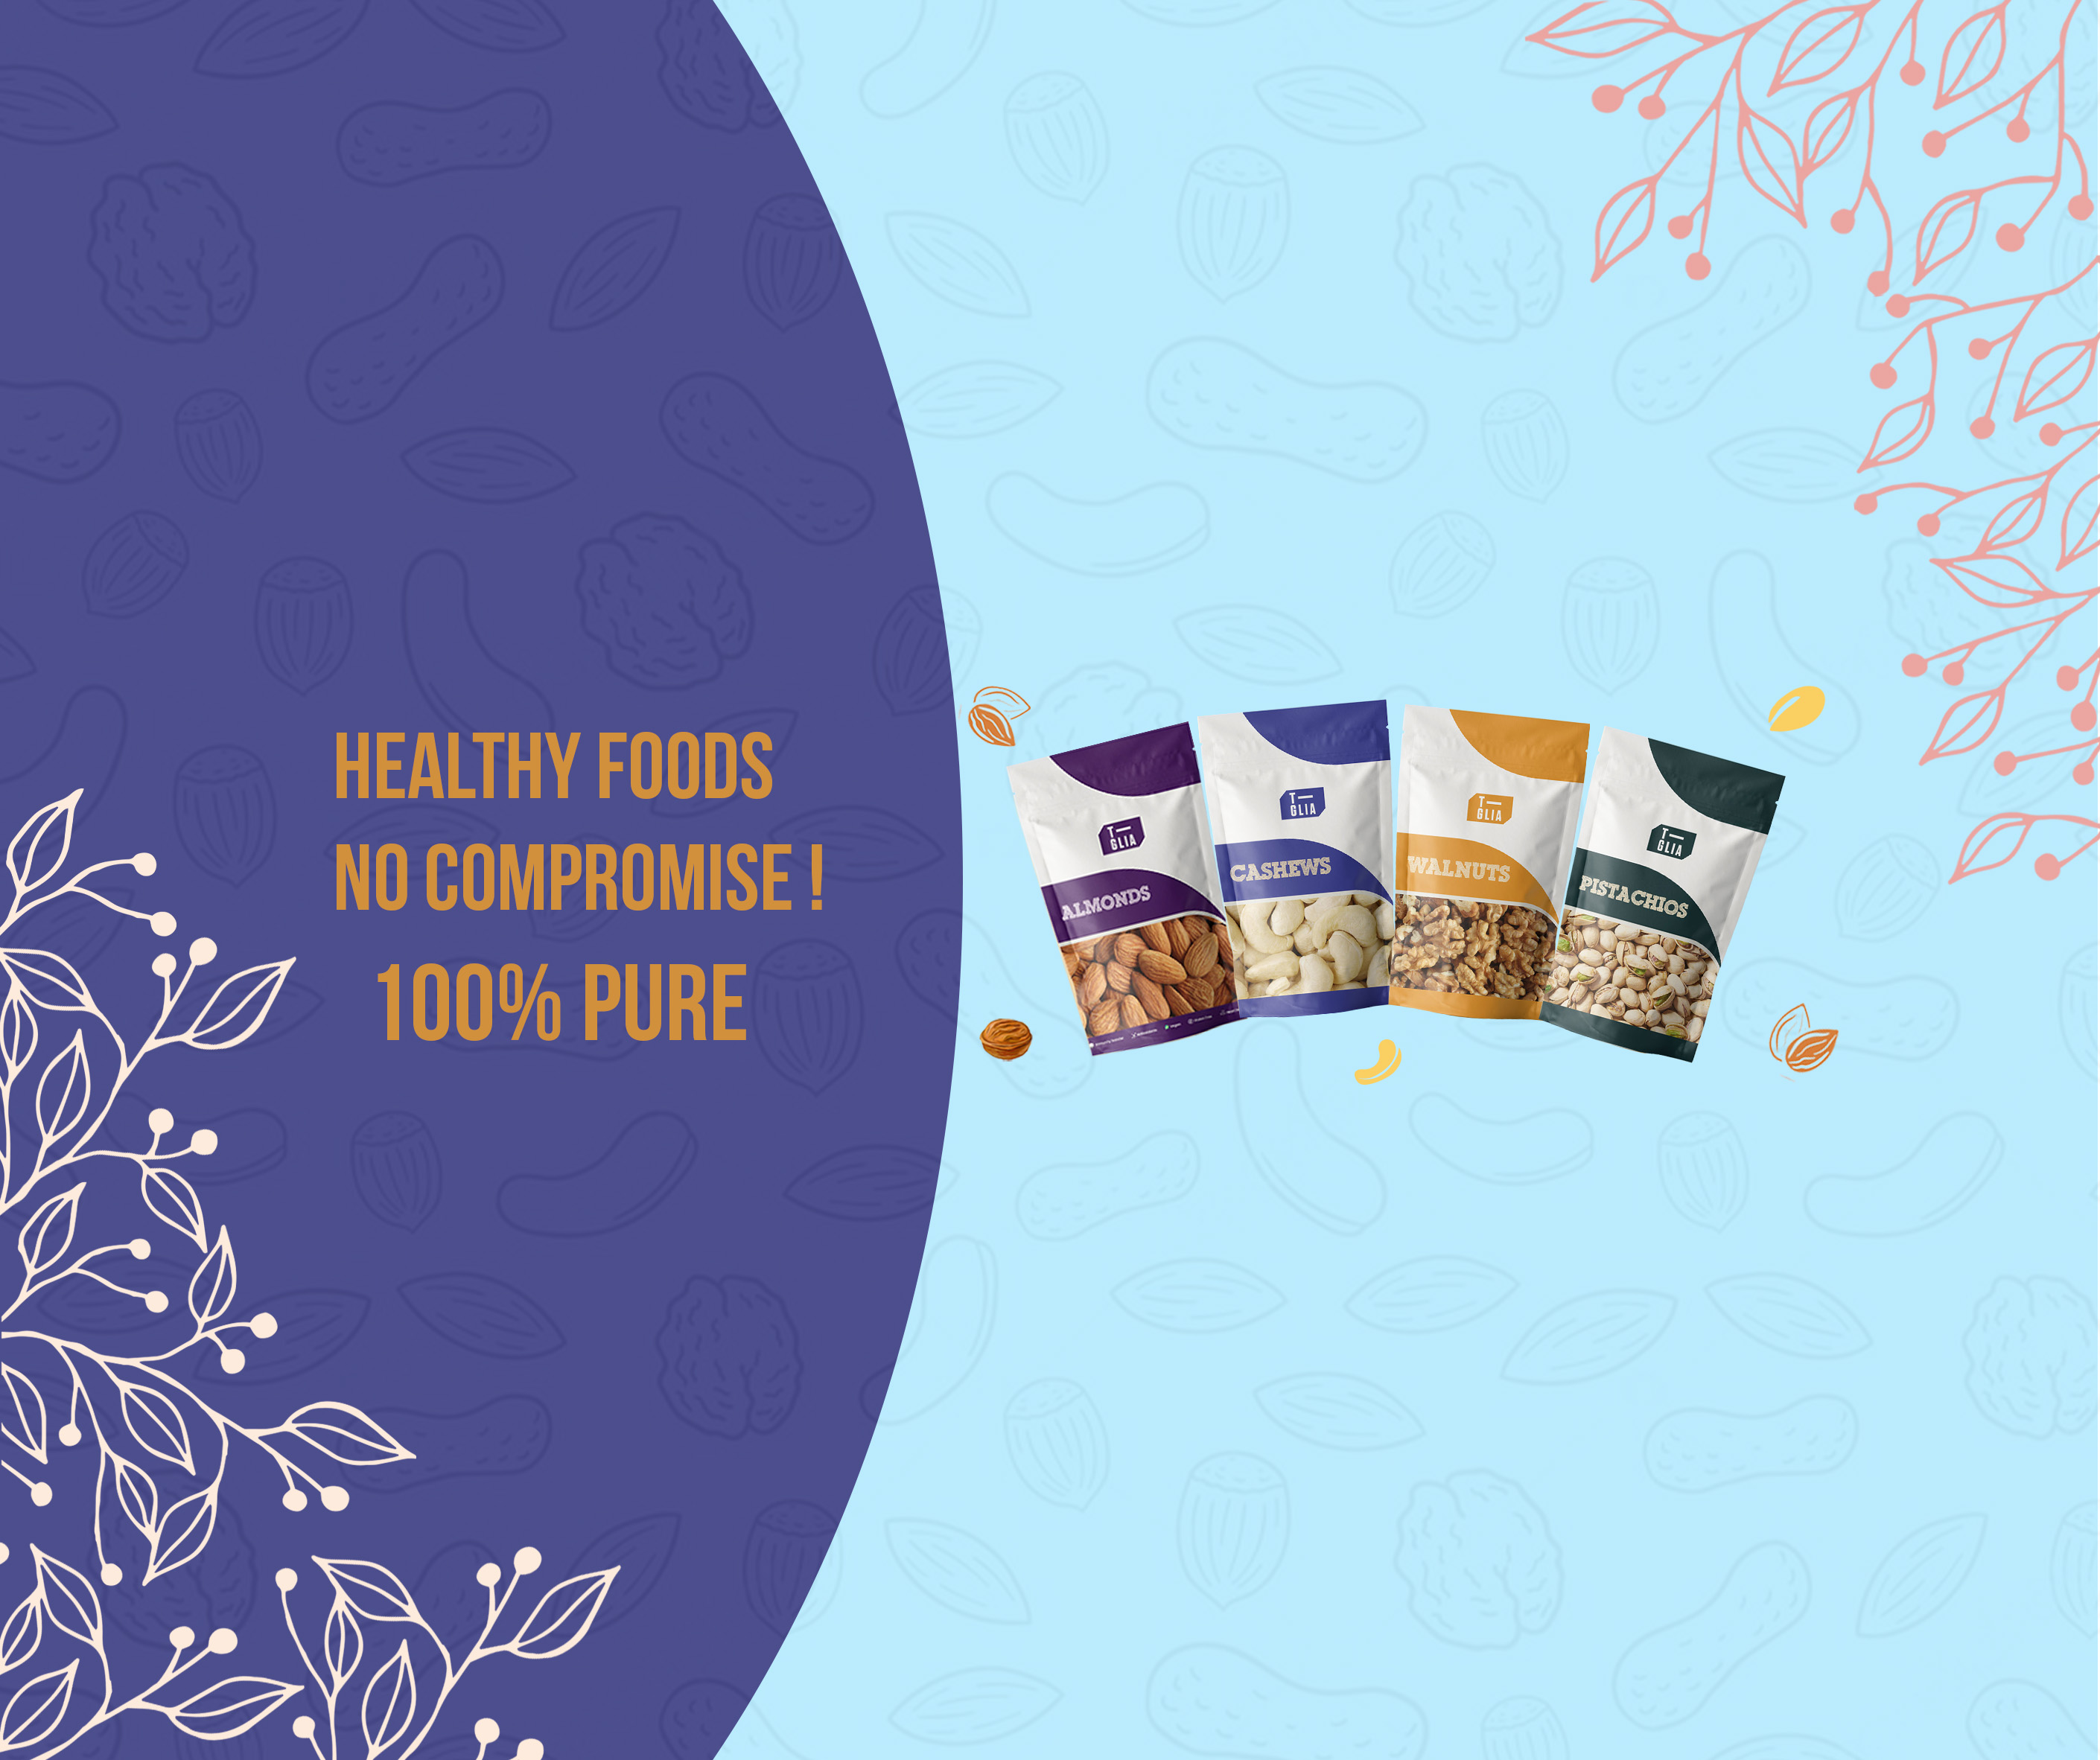 HEALTHY FOODS
NO COMPROMISE !
100% PURE
T—
GLIA
ALMONDS
T—
GLIA
CASHEWS
T—
GLIA
WALNUTS
T—
GLIA
PISTACHIOS